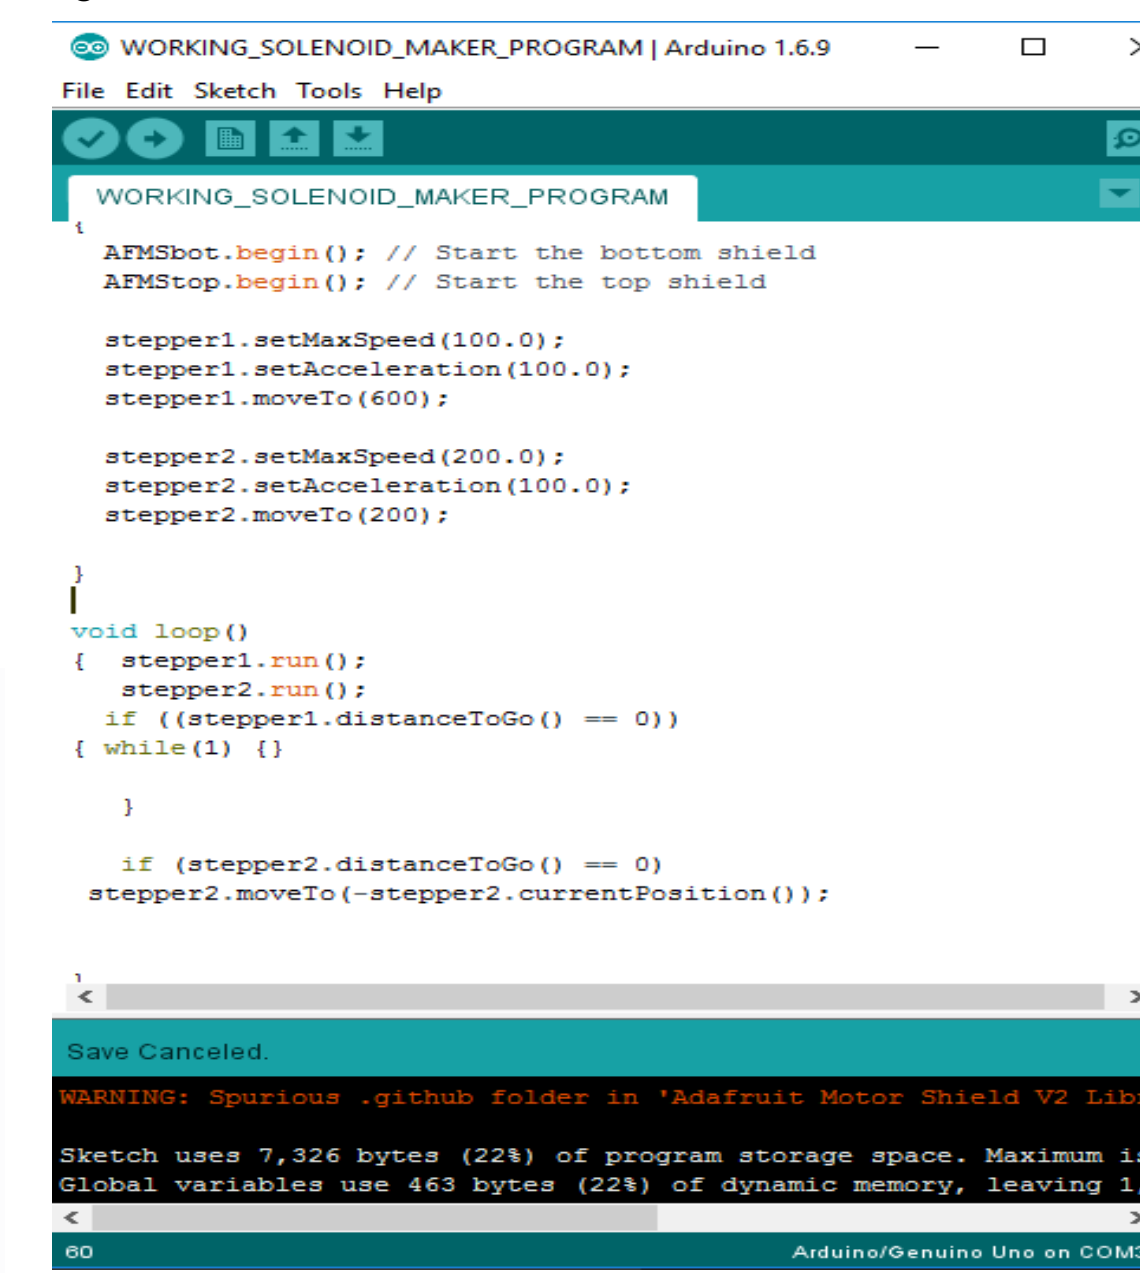 WORKING_SOLENOID_MAKER_PROGRAM | Arduino 1.6.9
File Edit Sketch Tools Help
WORKING_SOLENOID_MAKER_PROGRAM
{
AFMSbot.begin(); // Start the bottom shield
AFMStop.begin(); // Start the top shield
stepper1.setMaxSpeed(100.0);
stepper1.setAcceleration(100.0);
stepper1.moveTo(600);
stepper2.setMaxSpeed(200.0);
stepper2.setAcceleration(100.0);
stepper2.moveTo(200);
}
void loop()
{ stepper1.run();
stepper2.run();
if ((stepper1.distanceToGo() == 0))
{ while(1) {}
}
if (stepper2.distanceToGo() == 0)
stepper2.moveTo(-stepper2.currentPosition());
}
Save Canceled.
WARNING: Spurious .github folder in 'Adafruit Motor Shield V2 Lib
Sketch uses 7,326 bytes (22%) of program storage space. Maximum is
Global variables use 463 bytes (22%) of dynamic memory, leaving 1,
60
Arduino/Genuino Uno on COM3